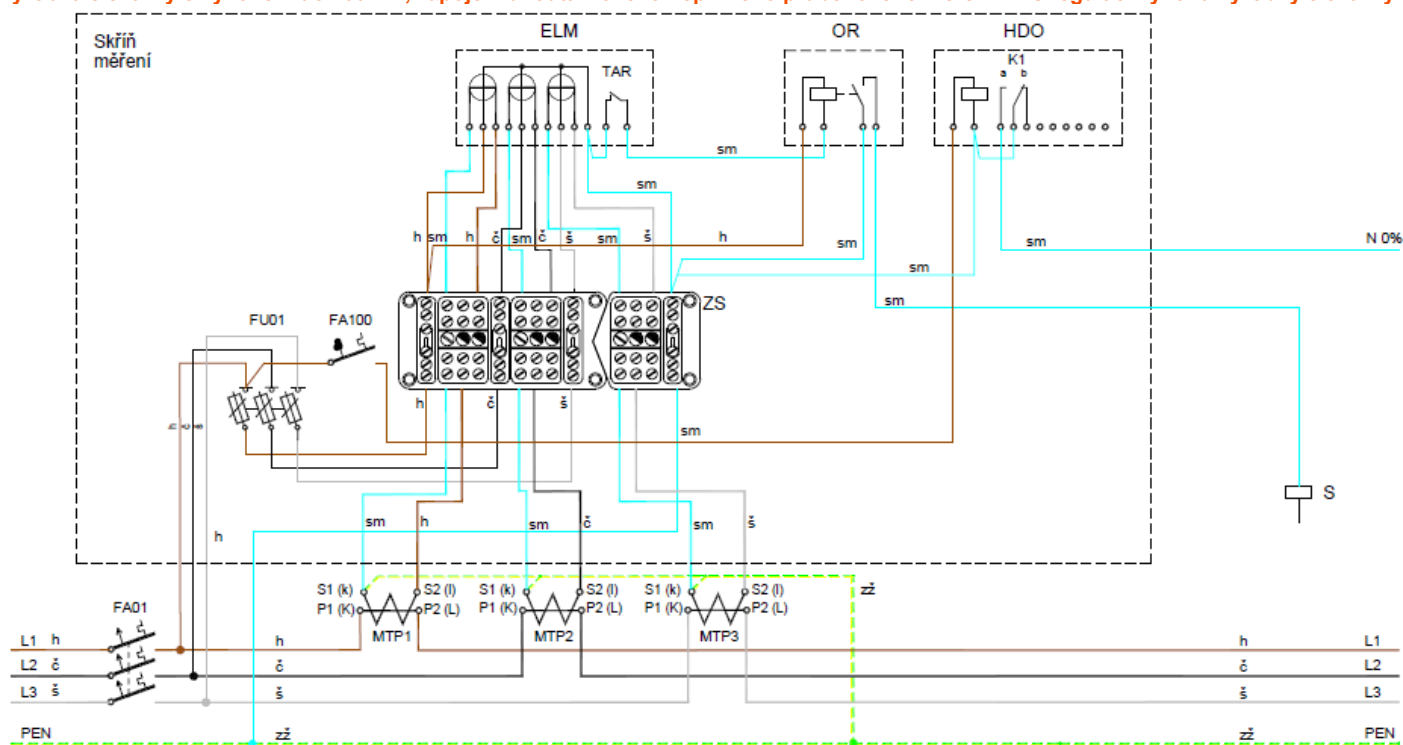 Skříň
měření
ELM
OR
HDO
TAR
K1
a b
sm
sm
h sm h č sm č š sm š h
sm
sm
N 0%
sm
sm
ZS
FU01 FA100
h č š
h č š
sm
S
sm h sm č sm š
h
S1 (k) S2 (l) S1 (k) S2 (l) S1 (k) S2 (l)
zž
P1 (K) P2 (L) P1 (K) P2 (L) P1 (K) P2 (L)
FA01
MTP1 MTP2 MTP3
L1 h h h L1
L2 č č č L2
L3 š š š L3
PEN zž zž PEN